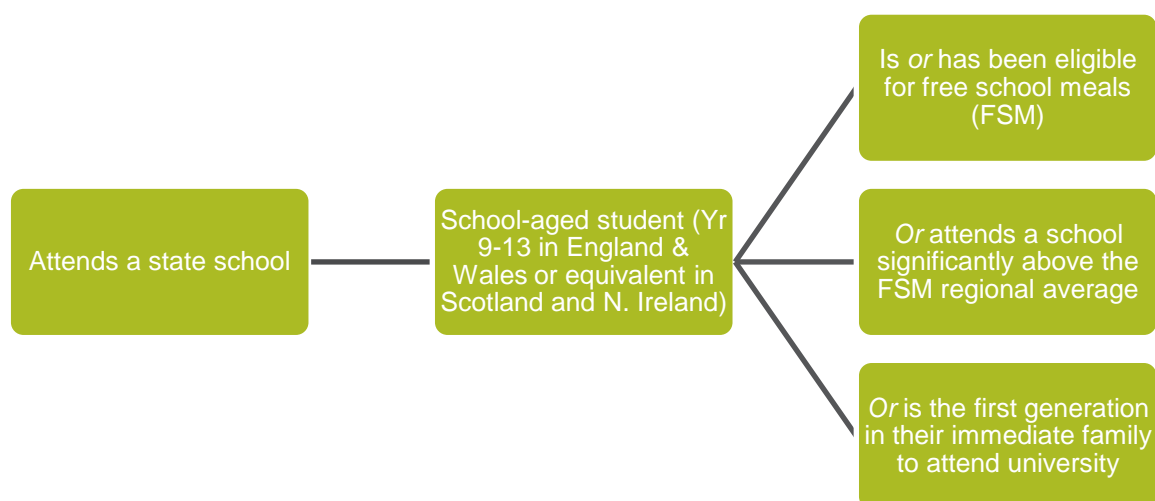 Attends a state school
School-aged student (Yr
9-13 in England &
Wales or equivalent in
Scotland and N. Ireland)
Is or has been eligible
for free school meals
(FSM)
Or attends a school
significantly above the
FSM regional average
Or is the first generation
in their immediate family
to attend university